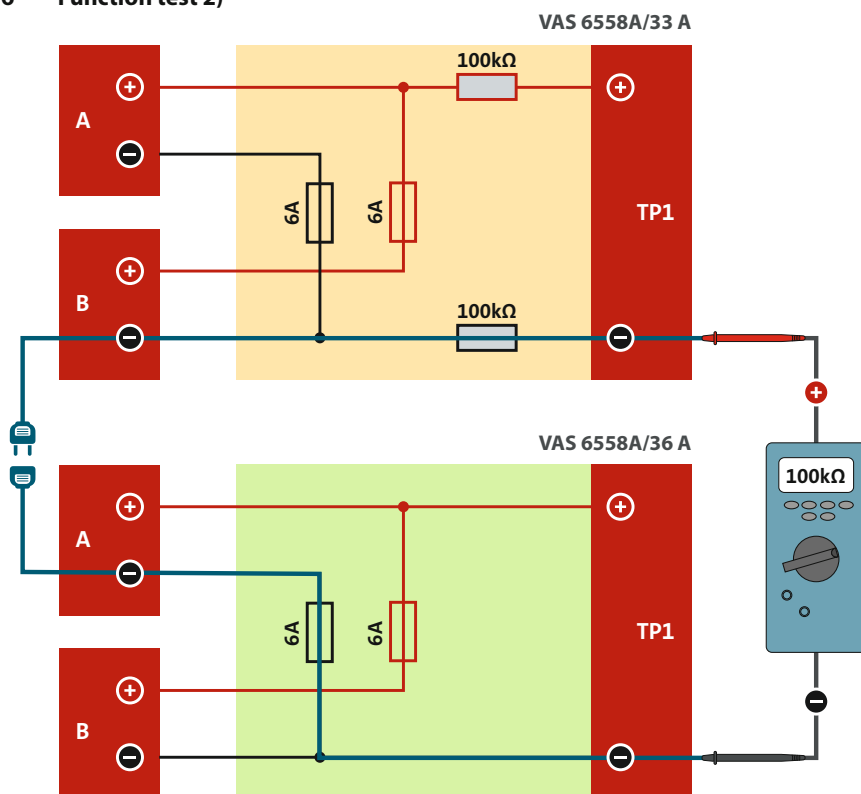 Function test 2)
VAS 6558A/33 A
100kΩ
A
6A
6A
TP1
B
100kΩ
VAS 6558A/36 A
100kΩ
A
6A
6A
TP1
B